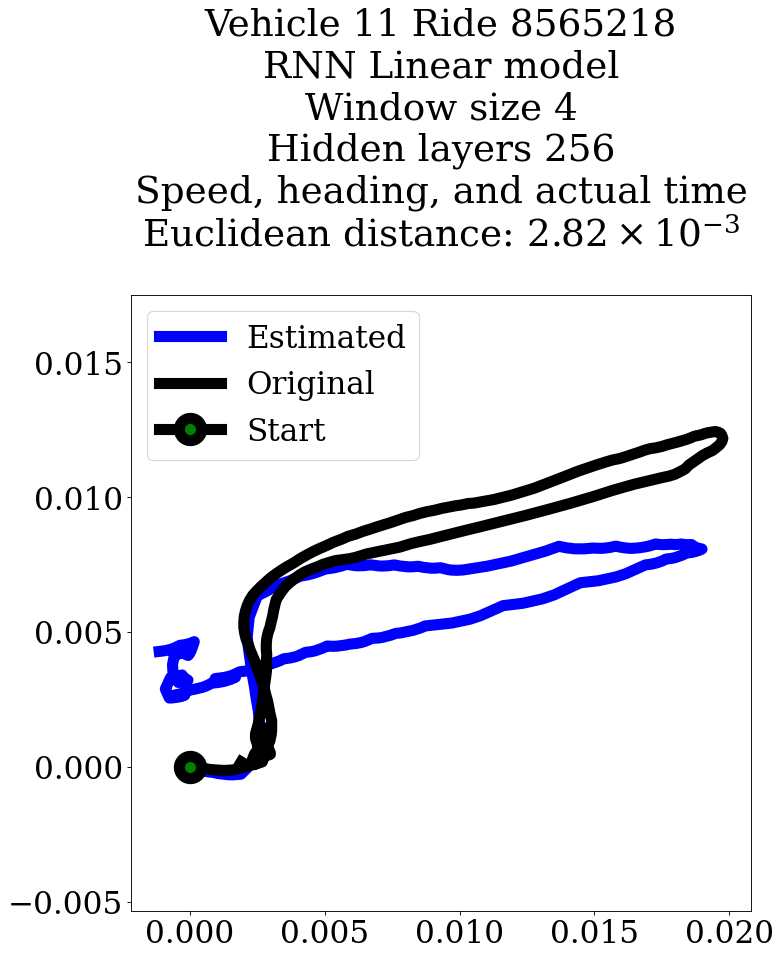 Vehicle 11 Ride 8565218
RNN Linear model
Window size 4
Hidden layers 256
Speed, heading, and actual time
Euclidean distance: 2.82 × 10⁻³
Estimated
Original
Start
0.015
0.010
0.005
0.000
−0.005
0.000 0.005 0.010 0.015 0.020